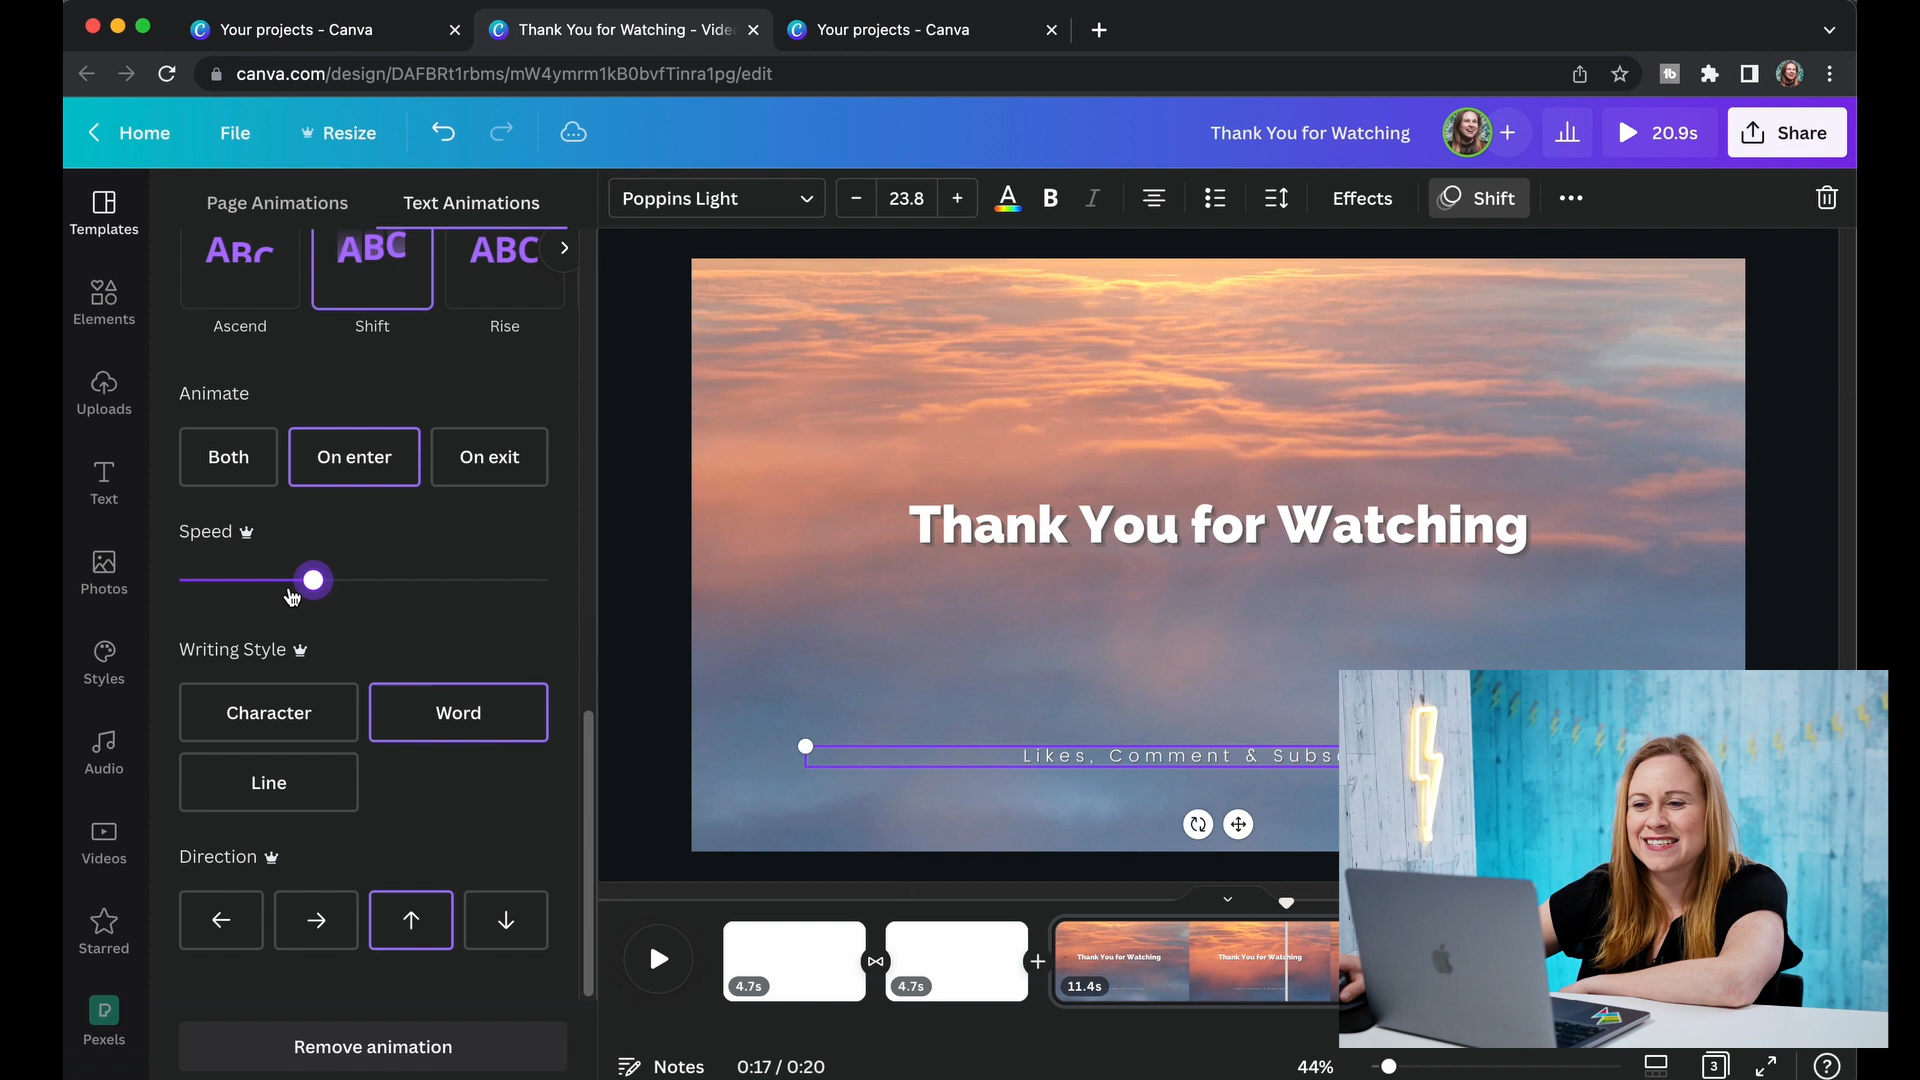 Your projects - Canva
Thank You for Watching - Vide
Your projects - Canva
canva.com/design/DAFBRt1rbms/mW4ymrm1kB0bvfTinra1pg/edit
Home File Resize
Thank You for Watching
20.9s
Share
Page Animations Text Animations
Poppins Light
23.8
A B I
Effects
Shift
Templates
Elements
Uploads
Text
Photos
Styles
Audio
Videos
Starred
Pexels
ABC ABC ABC
Ascend Shift Rise
Animate
Both On enter On exit
Speed
Writing Style
Character Word
Line
Direction
Remove animation
Thank You for Watching
Likes, Comment & Subs
4.7s
4.7s
Thank You for Watching
Thank You for Watching
11.4s
Notes
0:17 / 0:20
44%
3